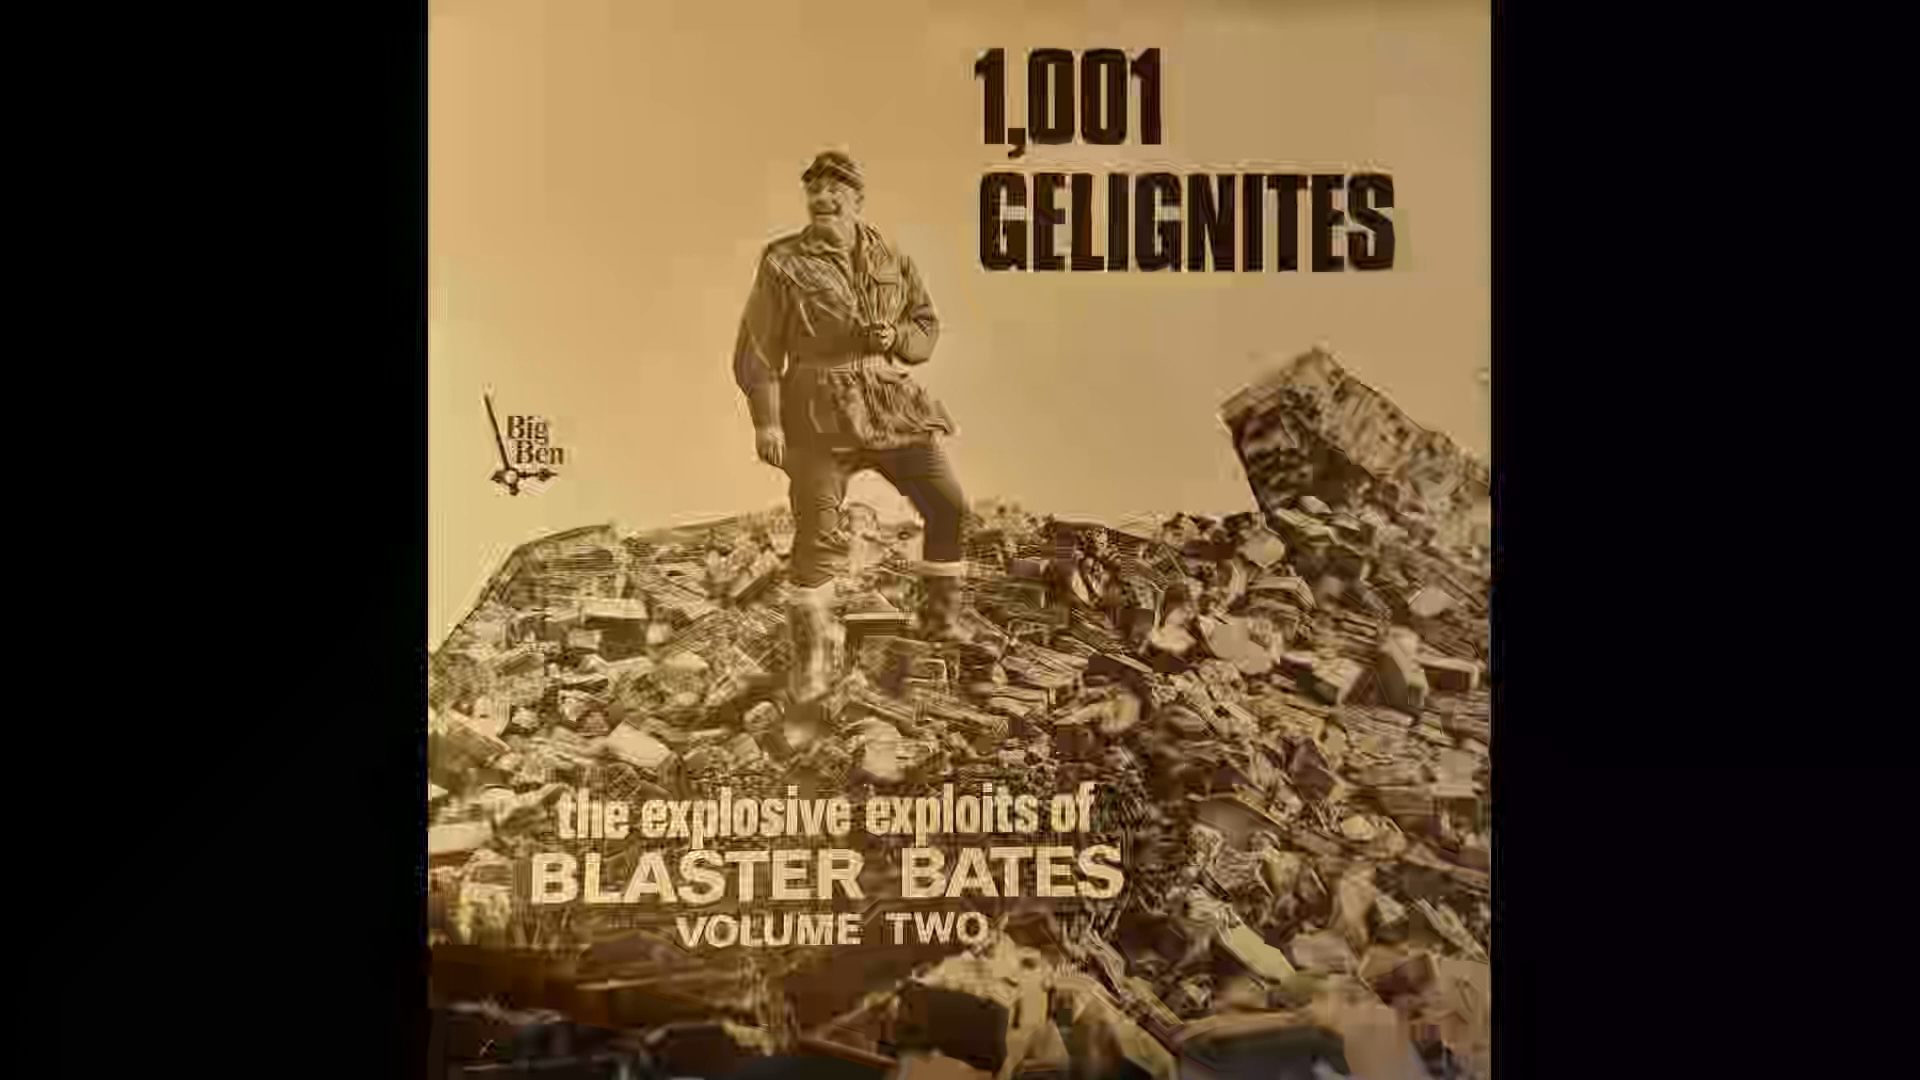 1,001
GELIGNITES
Big
Ben
the explosive exploits of
BLASTER BATES
VOLUME TWO